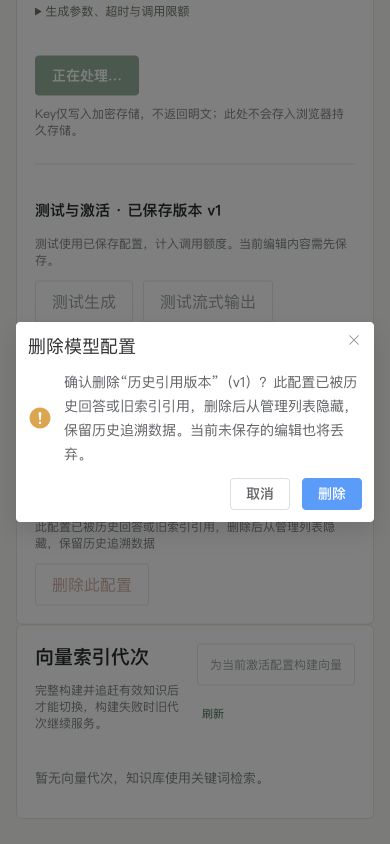 ▶ 生成参数、超时与调用限额
正在处理...
Key仅写入加密存储，不返回明文；此处不会存入浏览器持
久存储。
测试与激活 · 已保存版本 v1
测试使用已保存配置，计入调用额度。当前编辑内容需先保
存。
测试生成
测试流式输出
删除模型配置
确认删除“历史引用版本”（v1）？此配置已被历
史回答或旧索引引用，删除后从管理列表隐藏，
保留历史追溯数据。当前未保存的编辑也将丢
弃。
取消
删除
此配置已被历史回答或旧索引引用，删除后从管理列表隐
藏，保留历史追溯数据
删除此配置
向量索引代次
为当前激活配置构建向量
完整构建并追赶有效知识后
才能切换，构建失败时旧代
次继续服务。
刷新
暂无向量代次，知识库使用关键词检索。